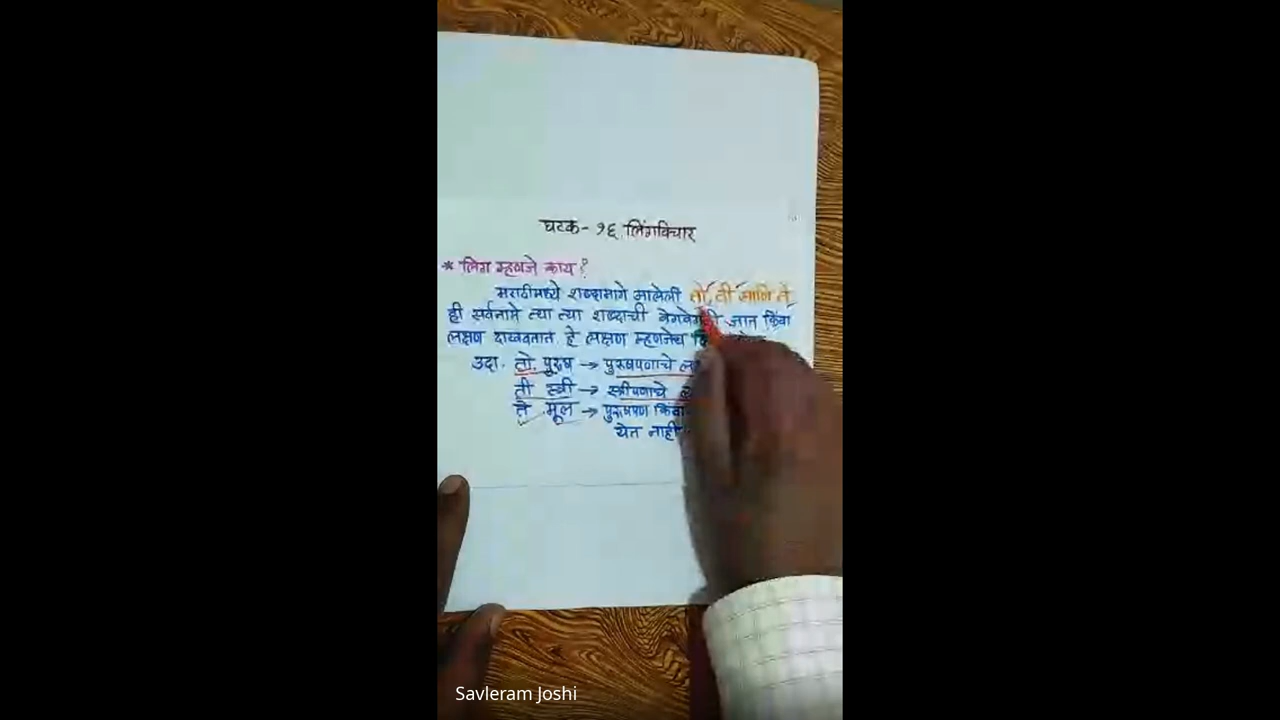 घटक- १६ लिंगविचार
* लिंग म्हणजे काय?
मराठीमध्ये शब्दामागे आलेली तो, ती आणि ते
ही सर्वनामे त्या त्या शब्दाची जात किंवा
लक्षण दाखवतात. हे लक्षण म्हणजेच
उदा. तो पुरुष → पुरुषपणाचे
ती स्त्री → स्त्रीपणाचे
ते मूल → पुरुषपण किंवा
येत नाही
Savleram Joshi